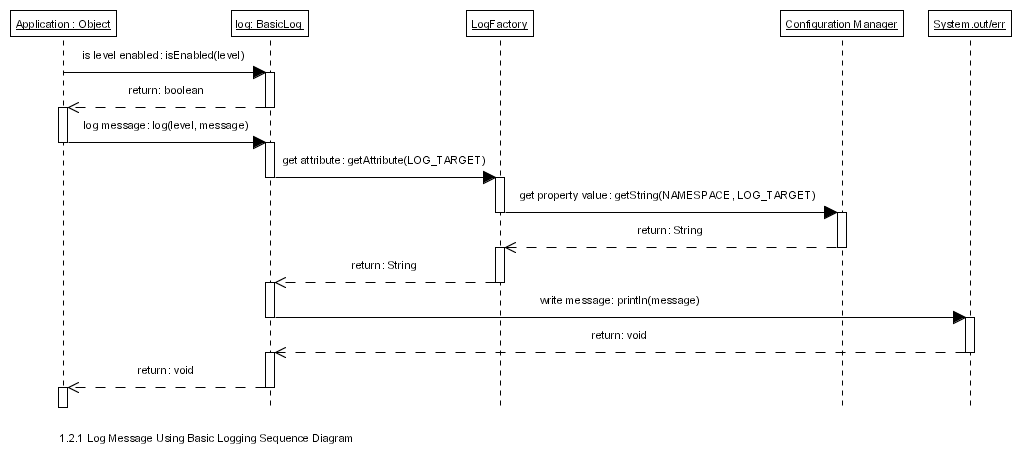 Application : Object
log: BasicLog
LogFactory
Configuration Manager
System.out/err
is level enabled: isEnabled(level)
return: boolean
log message: log(level, message)
get attribute: getAttribute(LOG_TARGET)
get property value: getString(NAMESPACE, LOG_TARGET)
return: String
return: String
write message: println(message)
return: void
return: void
1.2.1 Log Message Using Basic Logging Sequence Diagram